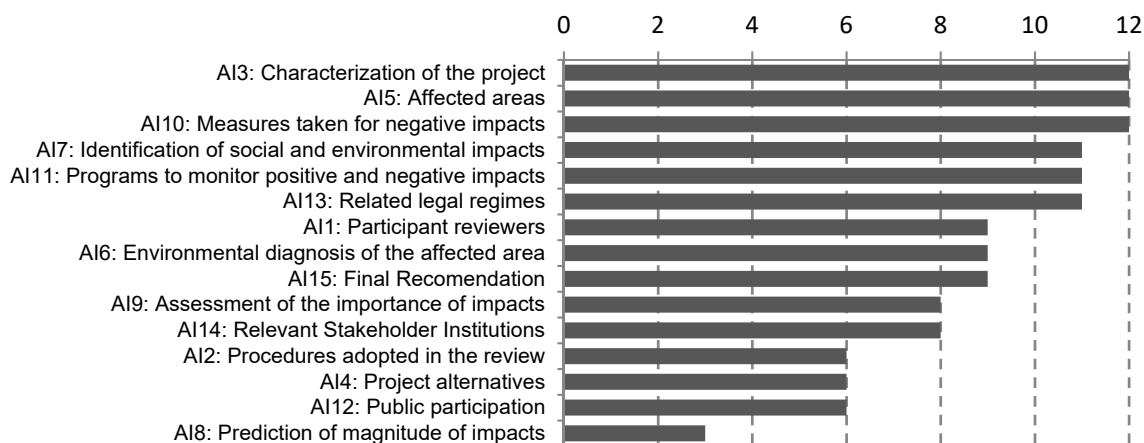 0 2 4 6 8 10 12
AI3: Characterization of the project
AI5: Affected areas
AI10: Measures taken for negative impacts
AI7: Identification of social and environmental impacts
AI11: Programs to monitor positive and negative impacts
AI13: Related legal regimes
AI1: Participant reviewers
AI6: Environmental diagnosis of the affected area
AI15: Final Recomendation
AI9: Assessment of the importance of impacts
AI14: Relevant Stakeholder Institutions
AI2: Procedures adopted in the review
AI4: Project alternatives
AI12: Public participation
AI8: Prediction of magnitude of impacts